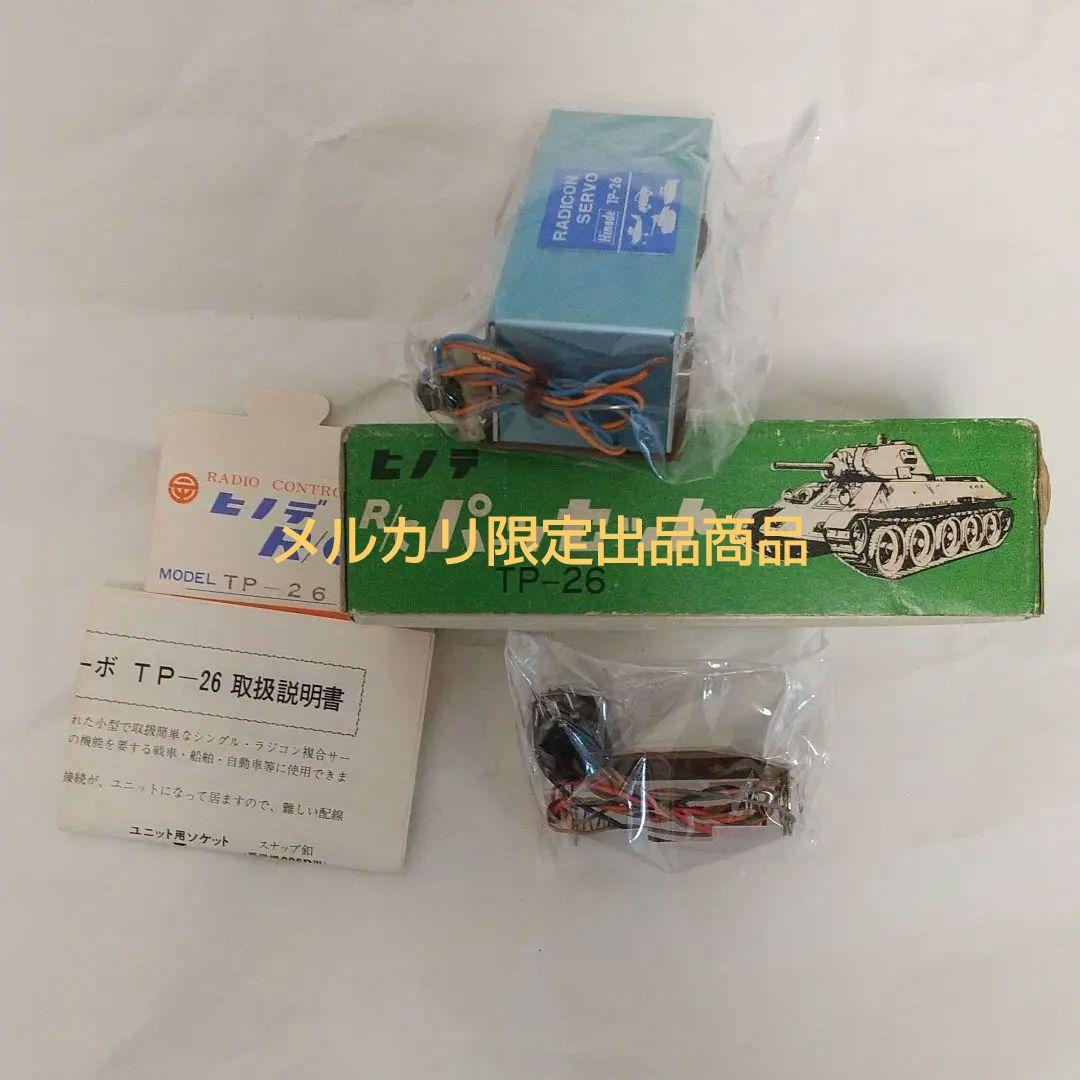 RADICON
SERVO
Hinode TP-26
ヒノデ
R/C パーカット
TP-26
メルカリ限定出品商品
RADIO CONTRO
ヒノデ
R/C
MODEL TP-26
ーボ TP-26 取扱説明書
れた小型で取扱簡単なシングル・ラジコン複合サー
の機能を要する戦車・船舶・自動車等に使用できま
接続が、ユニットになって居ますので、難しい配線
ユニット用ソケット
スナップ釦